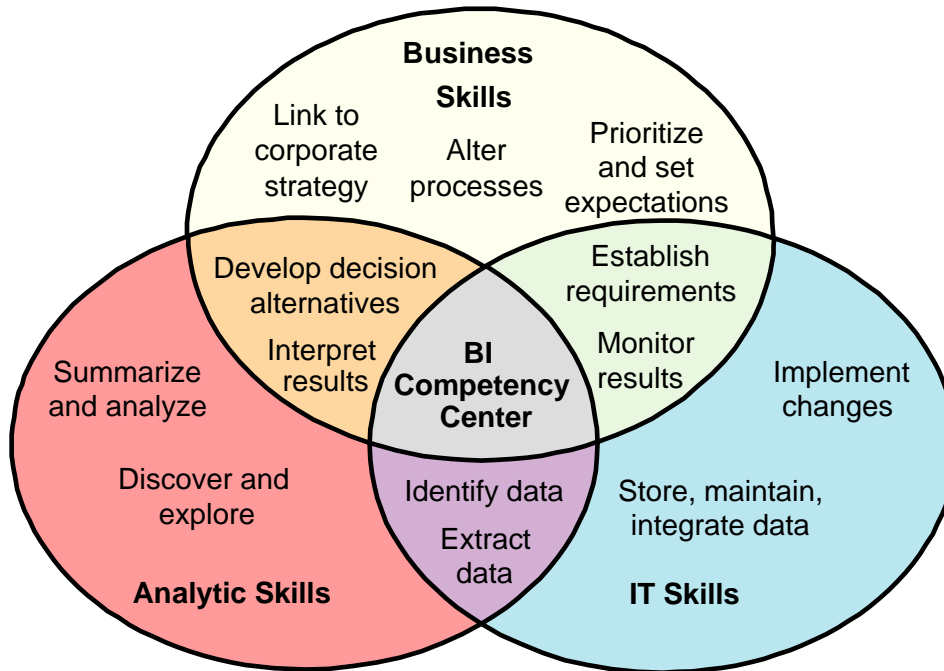 Business
Skills
Link to
corporate
strategy
Alter
processes
Prioritize
and set
expectations
Develop decision
alternatives
Interpret
results
Establish
requirements
Monitor
results
BI
Competency
Center
Summarize
and analyze
Discover and
explore
Analytic Skills
Identify data
Extract
data
Implement
changes
Store, maintain,
integrate data
IT Skills